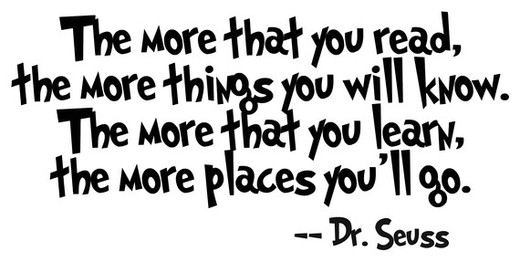 The more that you read,
the more things you will know.
The more that you learn,
the more places you'll go.
-- Dr. Seuss